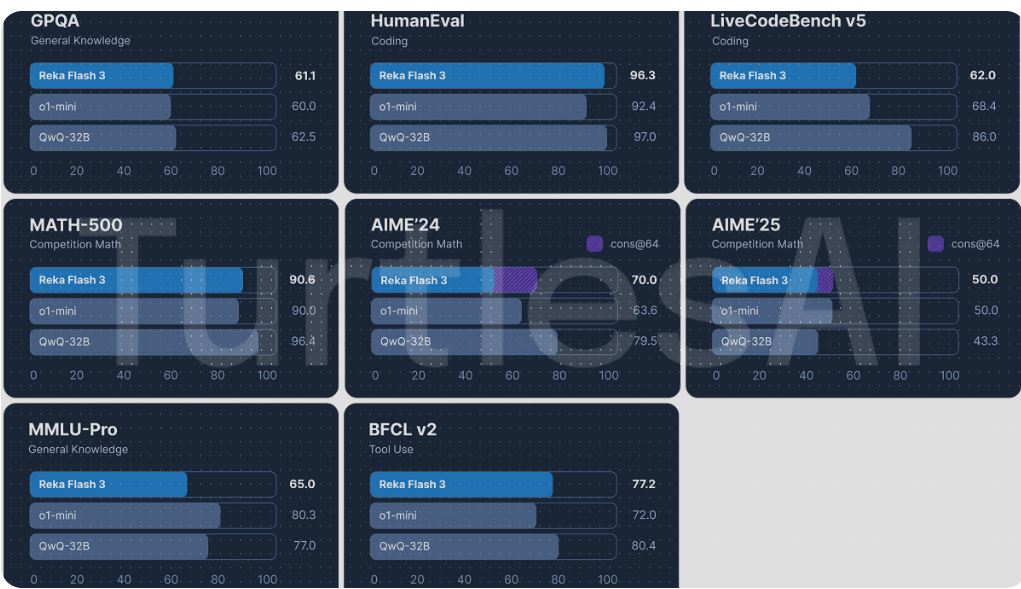 GPQA
General Knowledge
Reka Flash 3 61.1
o1-mini 60.0
QwQ-32B 62.5
0 20 40 60 80 100
HumanEval
Coding
Reka Flash 3 96.3
o1-mini 92.4
QwQ-32B 97.0
0 20 40 60 80 100
LiveCodeBench v5
Coding
Reka Flash 3 62.0
o1-mini 68.4
QwQ-32B 86.0
0 20 40 60 80 100
MATH-500
Competition Math
Reka Flash 3 90.6
o1-mini 90.0
QwQ-32B 96.4
0 20 40 60 80 100
AIME’24
Competition Math
cons@64
Reka Flash 3 70.0
o1-mini 63.6
QwQ-32B 79.5
0 20 40 60 80 100
AIME’25
Competition Math
cons@64
Reka Flash 3 50.0
o1-mini 50.0
QwQ-32B 43.3
0 20 40 60 80 100
TurtlesAI
MMLU-Pro
General Knowledge
Reka Flash 3 65.0
o1-mini 80.3
QwQ-32B 77.0
0 20 40 60 80 100
BFCL v2
Tool Use
Reka Flash 3 77.2
o1-mini 72.0
QwQ-32B 80.4
0 20 40 60 80 100